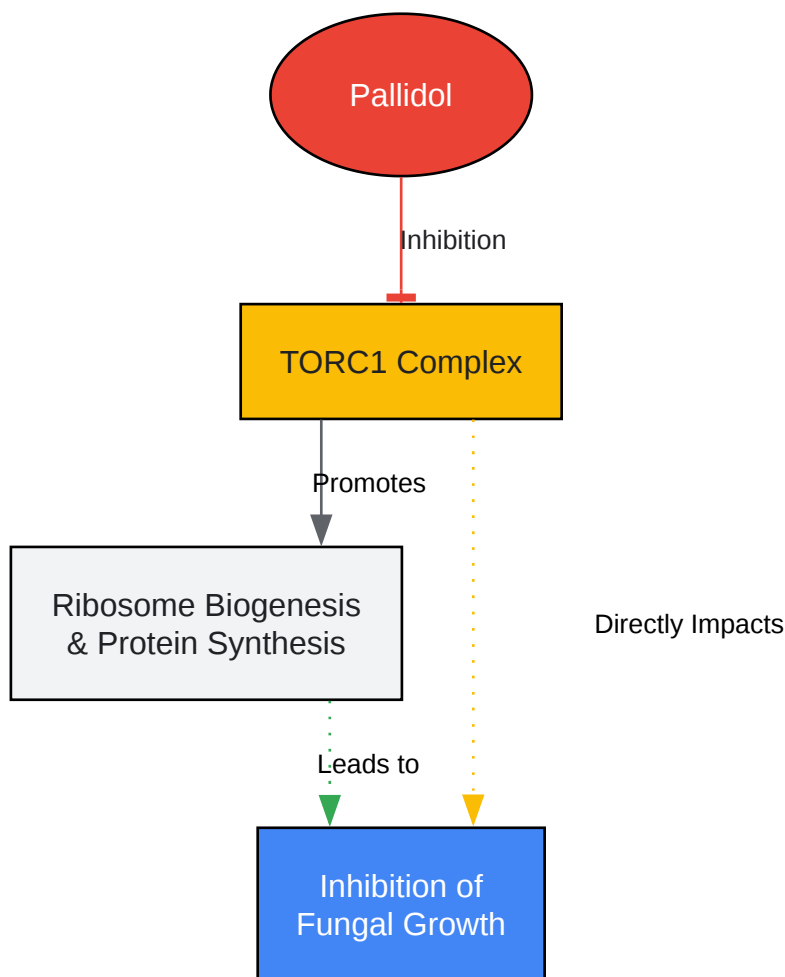 Pallidol
Inhibition
TORC1 Complex
Promotes
Ribosome Biogenesis
& Protein Synthesis
Directly Impacts
Leads to
Inhibition of
Fungal Growth